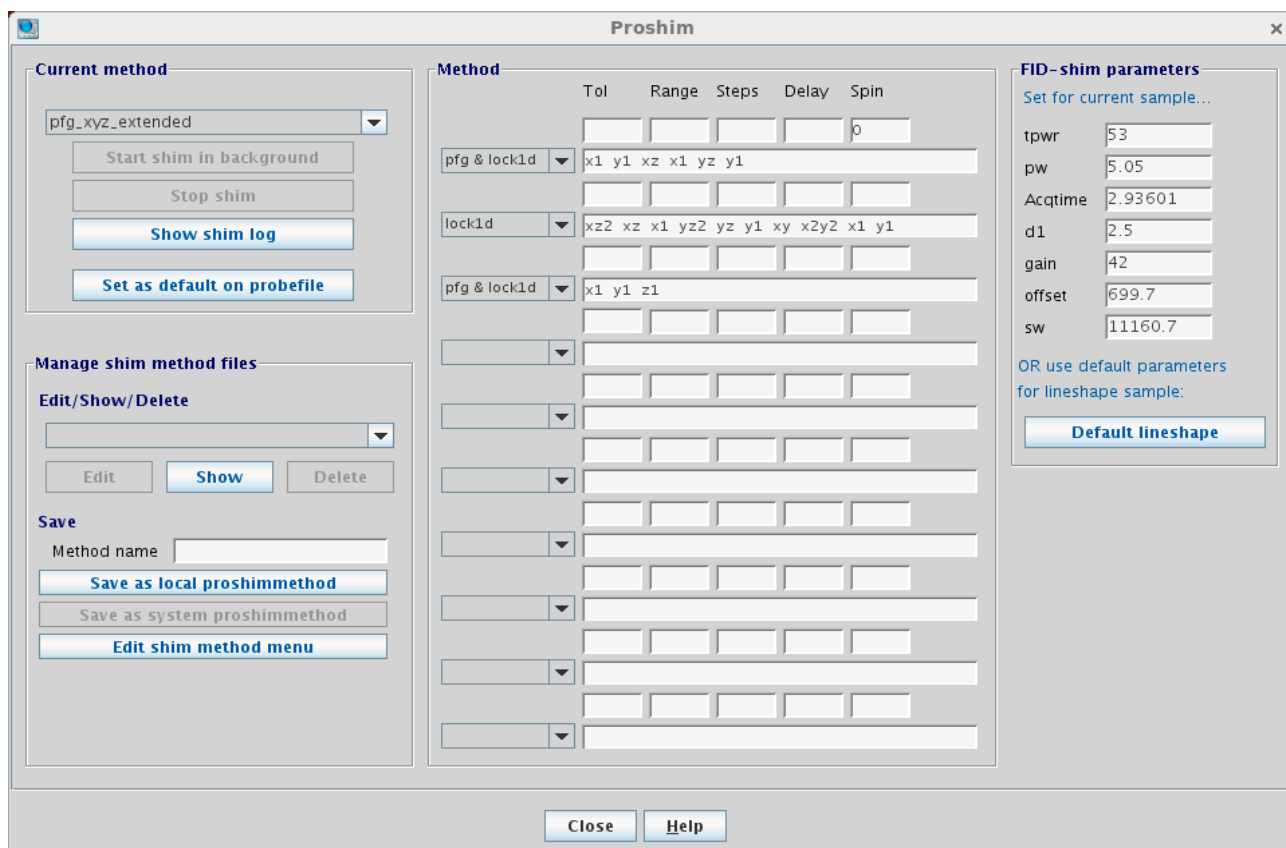 Proshim
Current method
pfg_xyz_extended
Start shim in background
Stop shim
Show shim log
Set as default on probefile
Manage shim method files
Edit/Show/Delete
Edit Show Delete
Save
Method name
Save as local proshimmethod
Save as system proshimmethod
Edit shim method menu
Method
Tol Range Steps Delay Spin
0
pfg & lock1d x1 y1 xz x1 yz y1
lock1d xz2 xz x1 yz2 yz y1 xy x2y2 x1 y1
pfg & lock1d x1 y1 z1
FID-shim parameters
Set for current sample...
tpwr 53
pw 5.05
Acqtime 2.93601
d1 2.5
gain 42
offset 699.7
sw 11160.7
OR use default parameters
for lineshape sample:
Default lineshape
Close Help